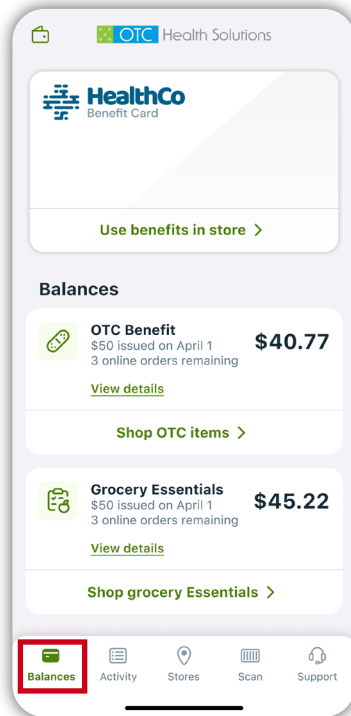 OTC Health Solutions
HealthCo
Benefit Card
Use benefits in store >
Balances
OTC Benefit
$50 issued on April 1
3 online orders remaining
$40.77
View details
Shop OTC items >
Grocery Essentials
$50 issued on April 1
3 online orders remaining
$45.22
View details
Shop grocery Essentials >
Balances Activity Stores Scan Support